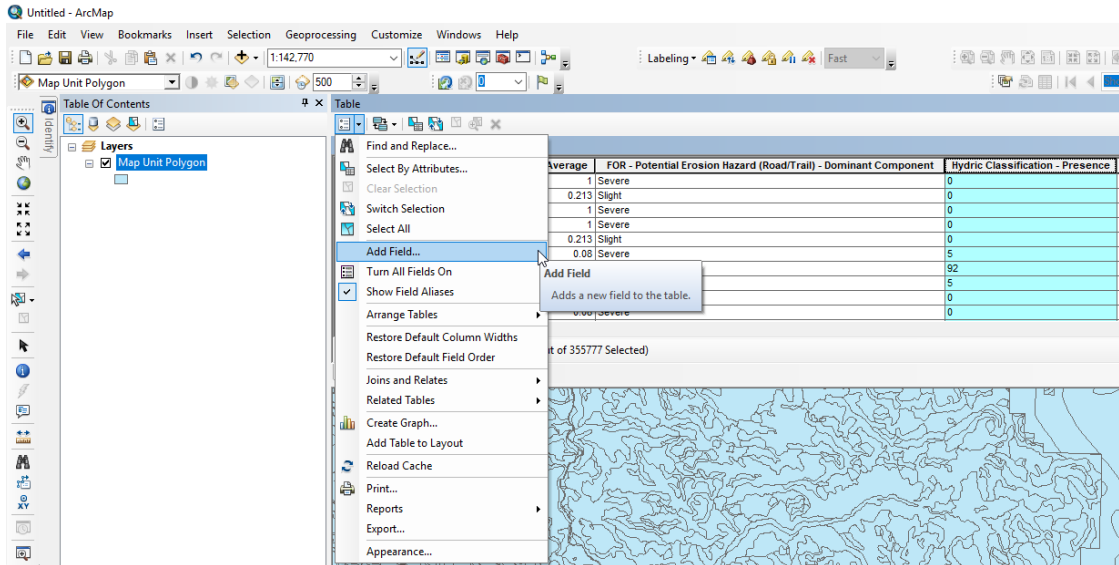 Untitled - ArcMap
File Edit View Bookmarks Insert Selection Geoprocessing Customize Windows Help
1:142,770
Labeling
Fast
Map Unit Polygon
500
0
Table Of Contents
Table
Identify
Layers
Map Unit Polygon
Find and Replace...
Select By Attributes...
Clear Selection
Switch Selection
Select All
Add Field...
Turn All Fields On
Show Field Aliases
Arrange Tables
Restore Default Column Widths
Restore Default Field Order
Joins and Relates
Related Tables
Create Graph...
Add Table to Layout
Reload Cache
Print...
Reports
Export...
Appearance...
Add Field
Adds a new field to the table.
Average FOR - Potential Erosion Hazard (Road/Trail) - Dominant Component Hydric Classification - Presence
1 Severe 0
0.213 Slight 0
1 Severe 0
1 Severe 0
0.213 Slight 0
0.08 Severe 5
92
5
0
0.08 Severe 0
t of 355777 Selected)
XY